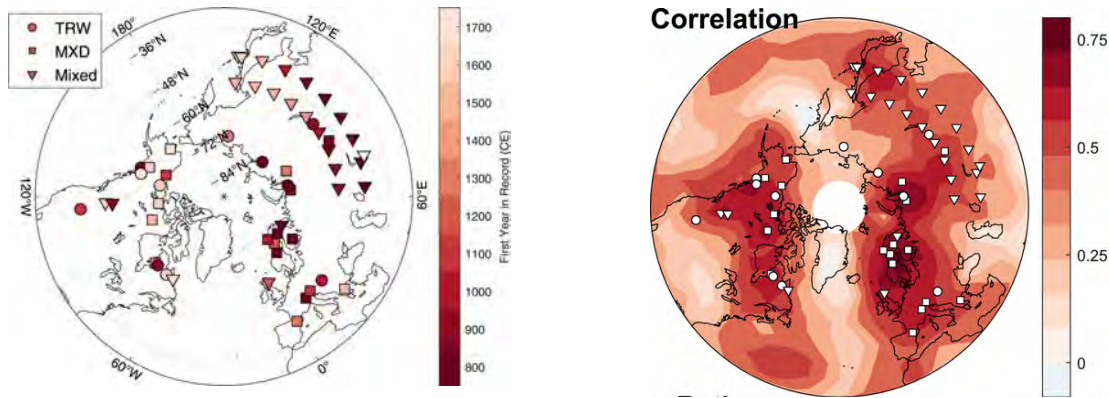 TRW
MXD
Mixed
180°
120°E
36°N
48°N
60°N
72°N
84°N
120°W
60°E
60°W
0°
First Year in Record (CE)
1700
1600
1500
1400
1300
1200
1100
1000
900
800
Correlation
0.75
0.5
0.25
0